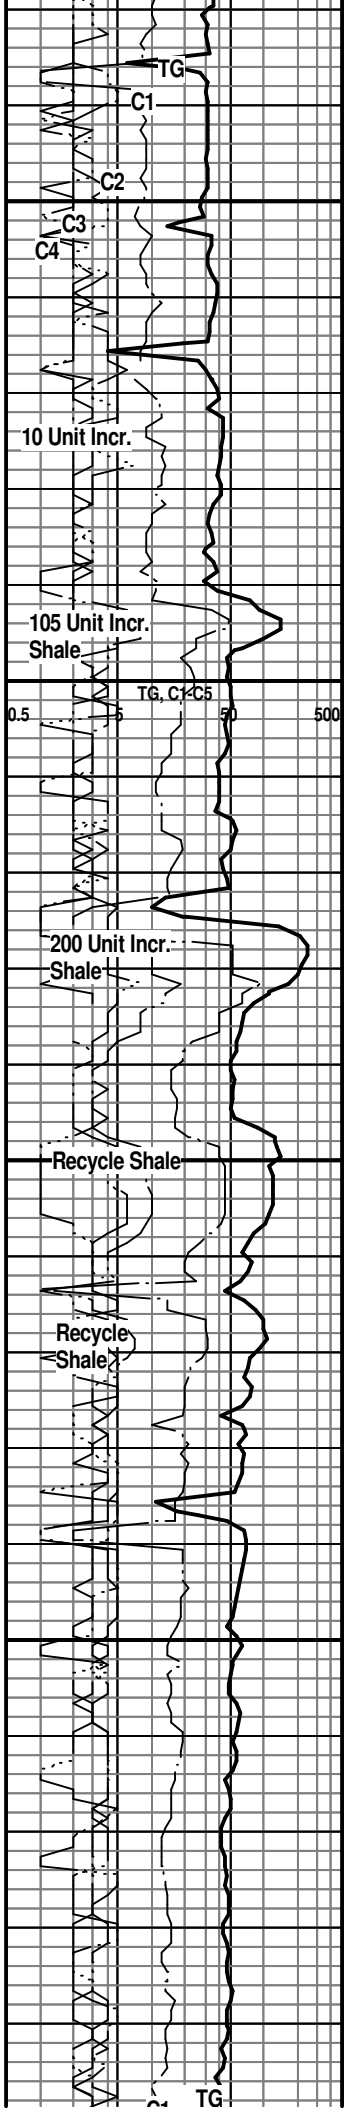 TG
C1
C2
C3
C4
10 Unit Incr.
105 Unit Incr.
Shale
TG, C1-C5
0.5 5 50 500
200 Unit Incr.
Shale
Recycle Shale
Recycle
Shale
TG
C1